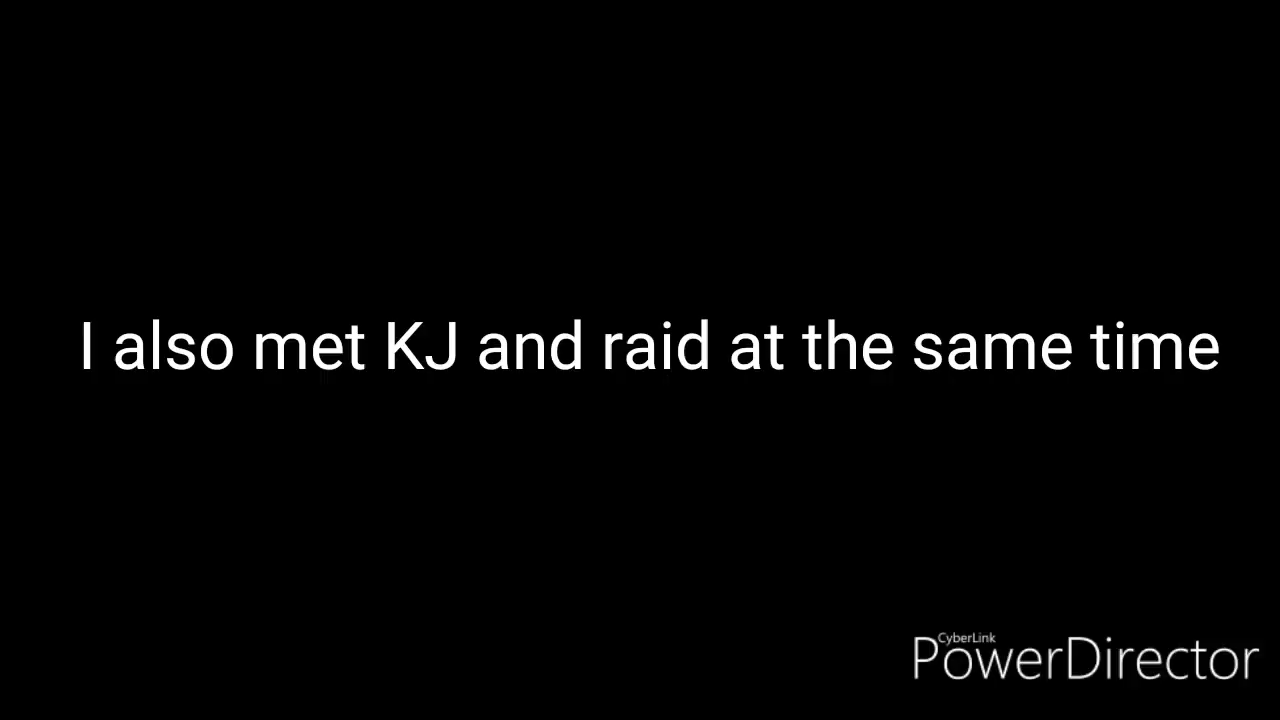 I also met KJ and raid at the same time
CyberLink
PowerDirector